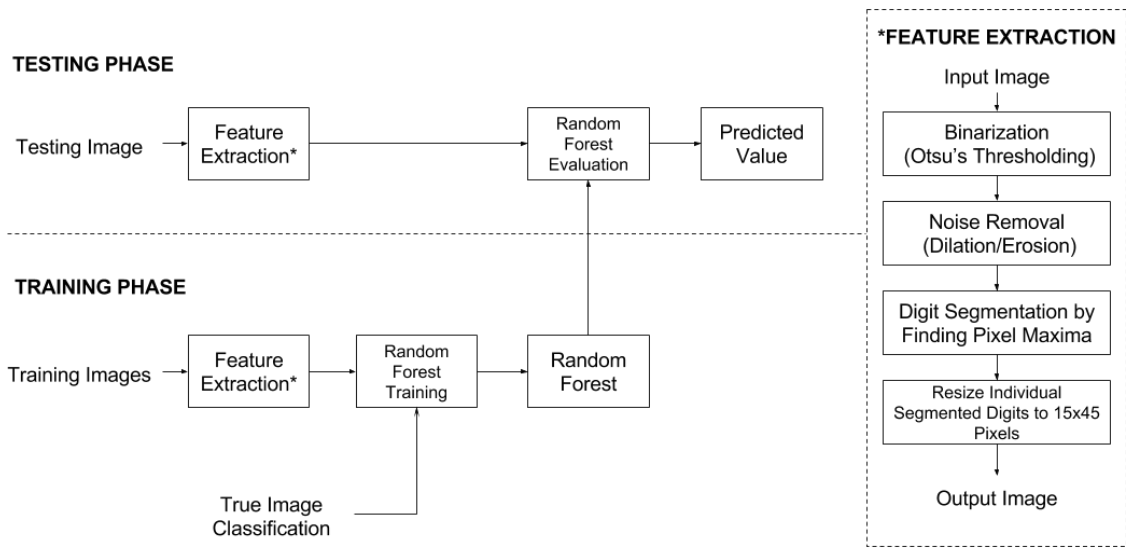 TESTING PHASE
Testing Image
Feature
Extraction*
Random
Forest
Evaluation
Predicted
Value
TRAINING PHASE
Training Images
Feature
Extraction*
Random
Forest
Training
Random
Forest
True Image
Classification
*FEATURE EXTRACTION
Input Image
Binarization
(Otsu's Thresholding)
Noise Removal
(Dilation/Erosion)
Digit Segmentation by
Finding Pixel Maxima
Resize Individual
Segmented Digits to 15x45
Pixels
Output Image